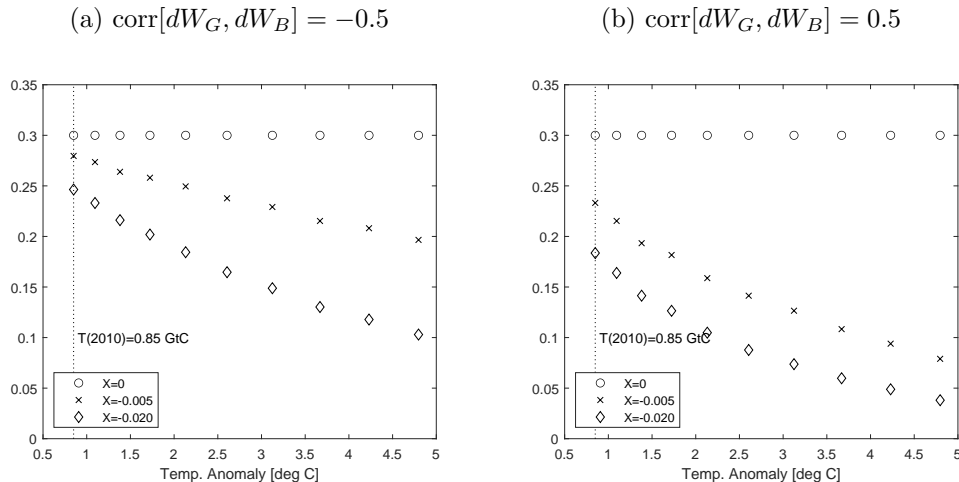 (a) corr[dW_G, dW_B] = −0.5
0.35
0.3
0.25
0.2
0.15
0.1
0.05
0
T(2010)=0.85 GtC
X=0
X=-0.005
X=-0.020
0.5 1 1.5 2 2.5 3 3.5 4 4.5 5
Temp. Anomaly [deg C]
(b) corr[dW_G, dW_B] = 0.5
0.35
0.3
0.25
0.2
0.15
0.1
0.05
0
T(2010)=0.85 GtC
X=0
X=-0.005
X=-0.020
0.5 1 1.5 2 2.5 3 3.5 4 4.5 5
Temp. Anomaly [deg C]